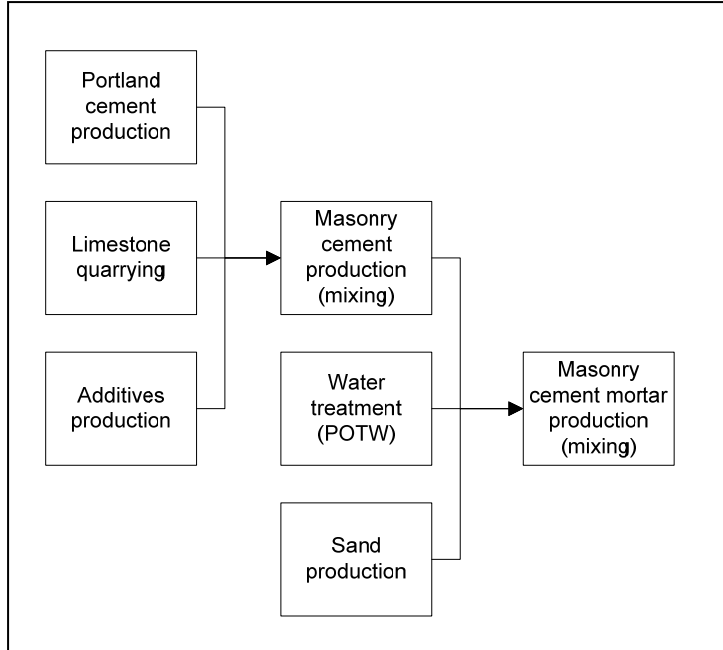 Portland
cement
production
Limestone
quarrying
Additives
production
Masonry
cement
production
(mixing)
Water
treatment
(POTW)
Sand
production
Masonry
cement mortar
production
(mixing)